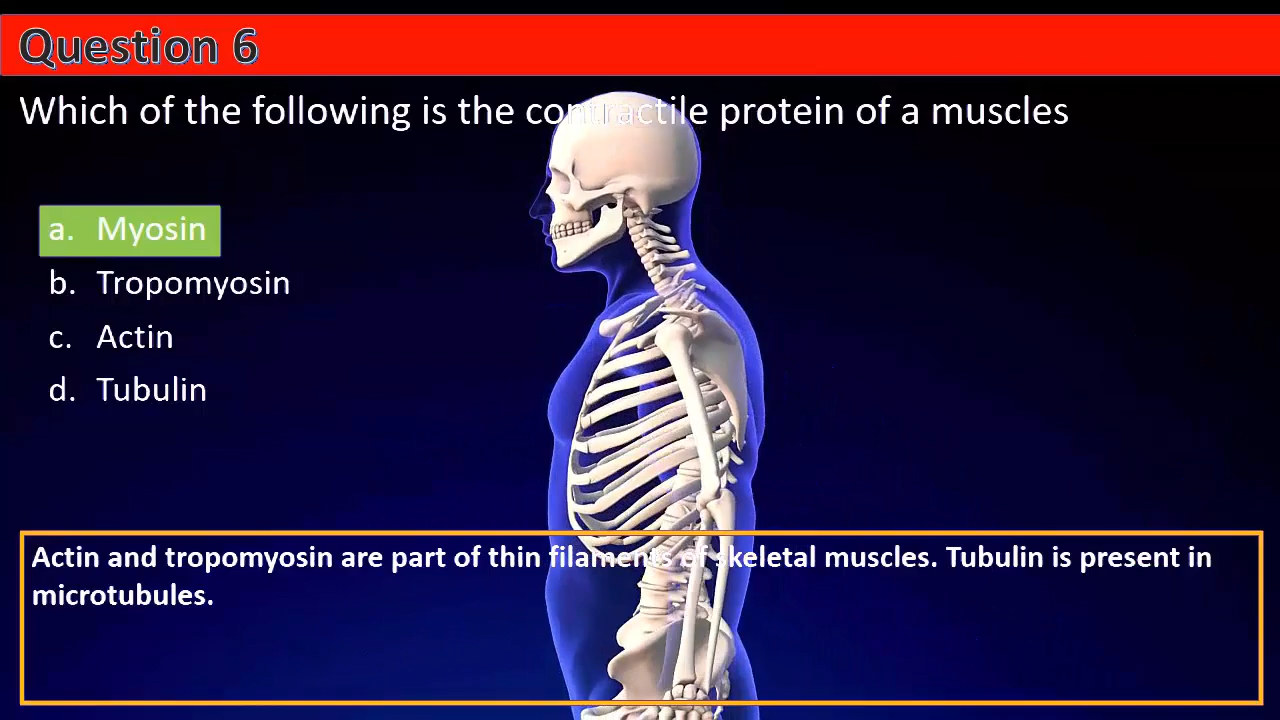 Question 6
Which of the following is the contractile protein of a muscles
a. Myosin
b. Tropomyosin
c. Actin
d. Tubulin
Actin and tropomyosin are part of thin filaments of skeletal muscles. Tubulin is present in
microtubules.